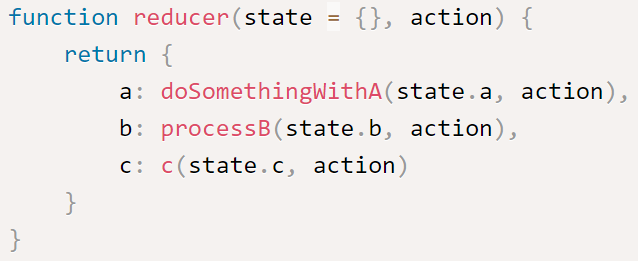 function reducer(state = {}, action) {
    return {
        a: doSomethingWithA(state.a, action),
        b: processB(state.b, action),
        c: c(state.c, action)
    }
}